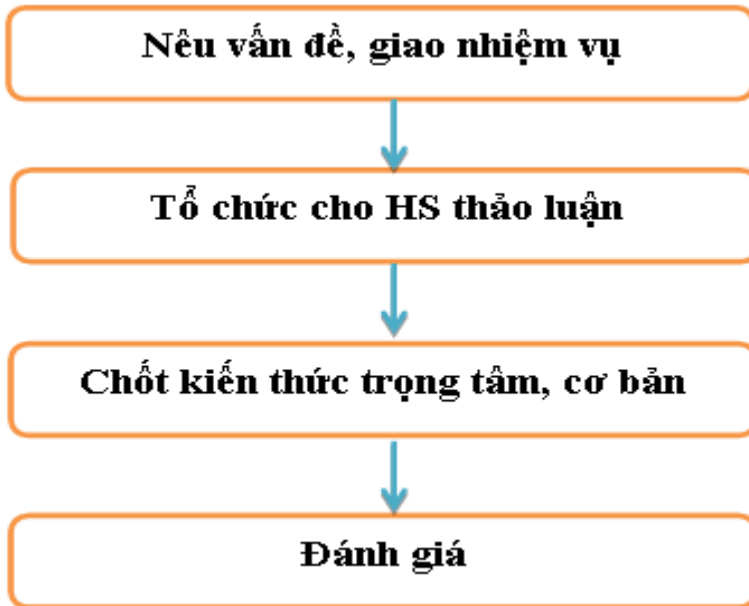 Nêu vấn đề, giao nhiệm vụ
Tổ chức cho HS thảo luận
Chốt kiến thức trọng tâm, cơ bản
Đánh giá